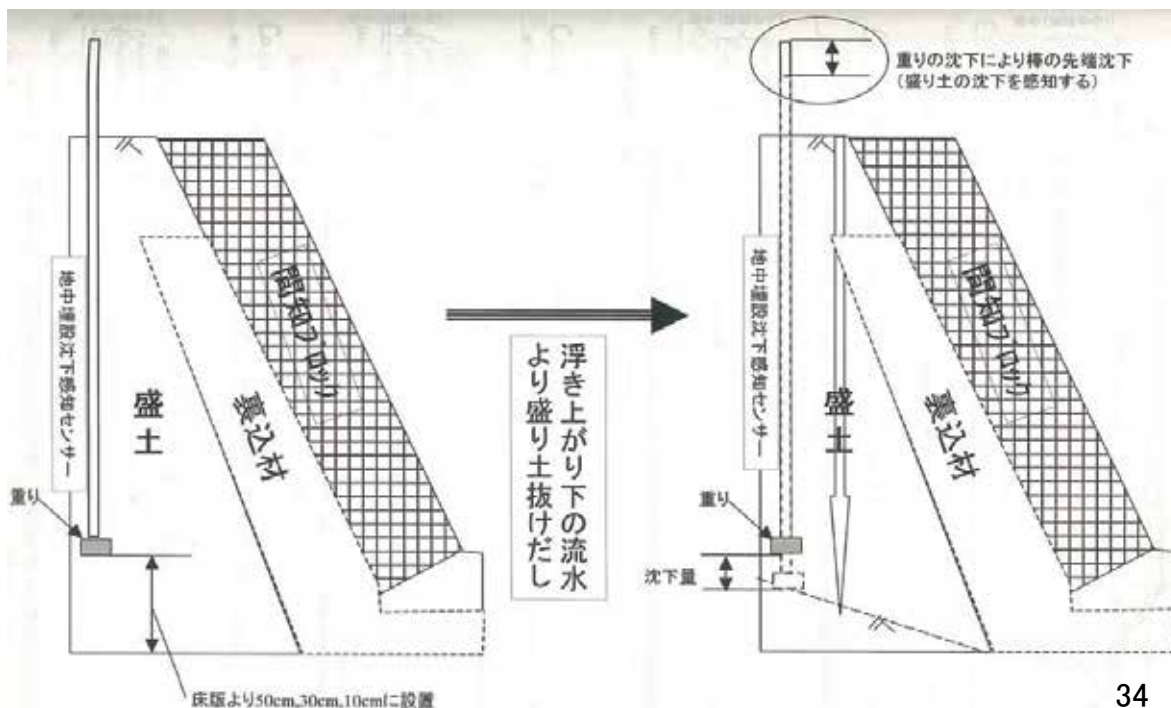 地中埋設沈下感知センサー
盛土
裏込材
間知ブロック
重り
床版より50cm,30cm,10cmに設置
浮き上がり下の流水
より盛り土抜けだし
重りの沈下により棒の先端沈下
(盛り土の沈下を感知する)
地中埋設沈下感知センサー
盛土
裏込材
間知ブロック
重り
沈下量
34